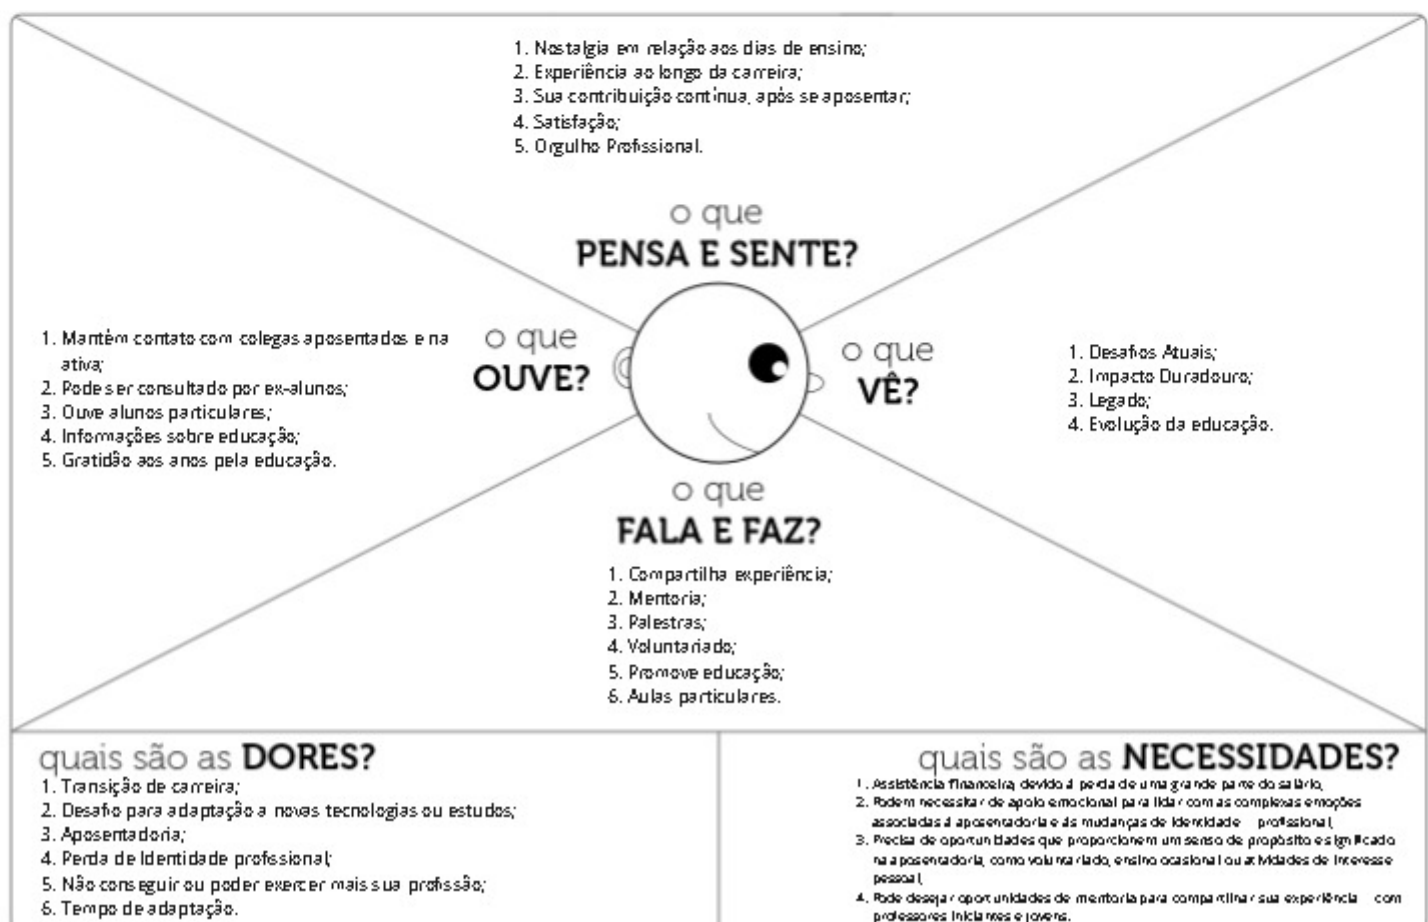 1. Nostalgia em relação aos dias de ensino;
2. Experiência ao longo da carreira;
3. Sua contribuição contínua, após se aposentar;
4. Satisfação;
5. Orgulho Profissional.
o que
PENSA E SENTE?
1. Mantém contato com colegas aposentados e na
ativa;
2. Pode ser consultado por ex-alunos;
3. Ouve alunos particulares;
4. Informações sobre educação;
5. Gratidão aos anos pela educação.
o que
OUVE?
o que
VÊ?
1. Desafios Atuais;
2. Impacto Duradouro;
3. Legado;
4. Evolução da educação.
o que
FALA E FAZ?
1. Compartilha experiência;
2. Mentoria;
3. Palestras;
4. Voluntariado;
5. Promove educação;
6. Aulas particulares.
quais são as DORES?
1. Transição de carreira;
2. Desafio para adaptação a novas tecnologias ou estudos;
3. Aposentadoria;
4. Perda de Identidade profissional;
5. Não conseguir ou poder exercer mais sua profissão;
6. Tempo de adaptação.
quais são as NECESSIDADES?
1. Assistência financeira, devido à perda de uma grande parte do salário;
2. Podem necessitar de apoio emocional para lidar com as complexas emoções
associadas à aposentadoria e às mudanças de identidade profissional;
3. Precisa de oportunidades que proporcionem um senso de propósito e significado
na aposentadoria, como voluntariado, ensino ocasional ou atividades de interesse
pessoal;
4. Pode desejar oportunidades de mentoria para compartilhar sua experiência com
professores iniciantes e jovens.